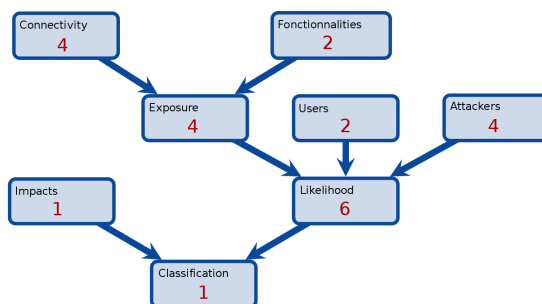 Connectivity
4
Fonctionnalities
2
Exposure
4
Users
2
Attackers
4
Impacts
1
Likelihood
6
Classification
1